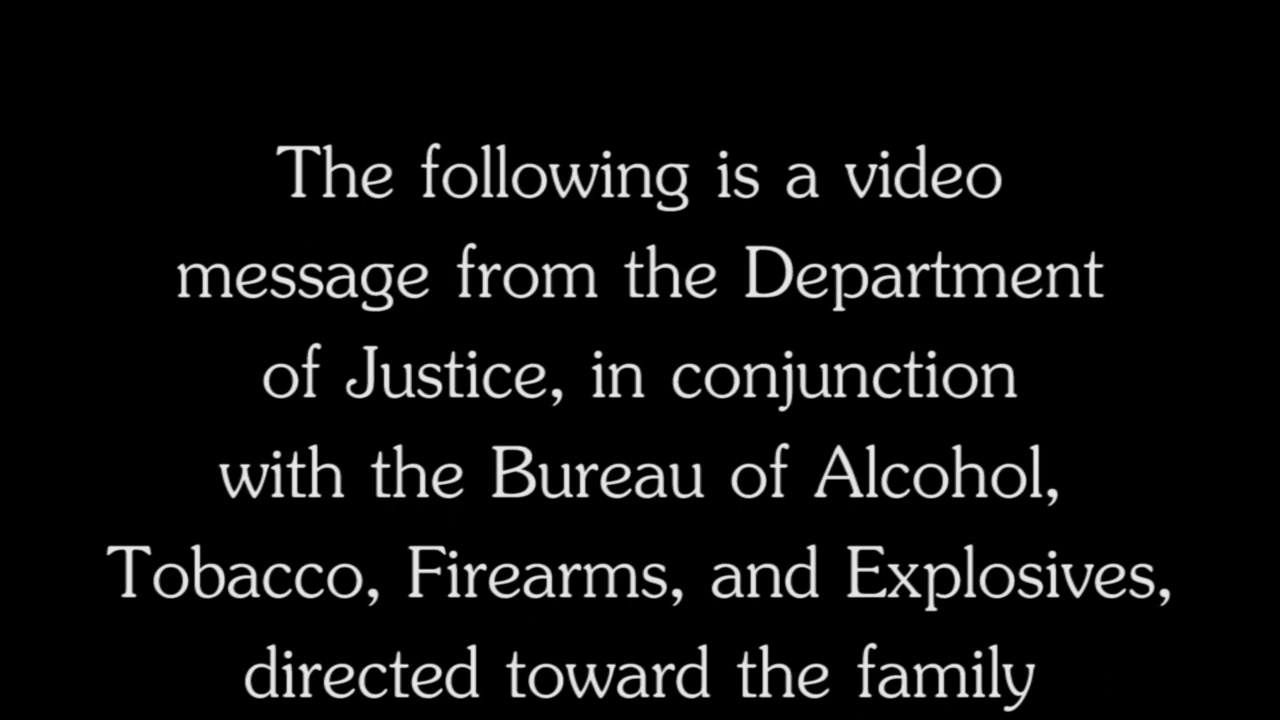 The following is a video
message from the Department
of Justice, in conjunction
with the Bureau of Alcohol,
Tobacco, Firearms, and Explosives,
directed toward the family